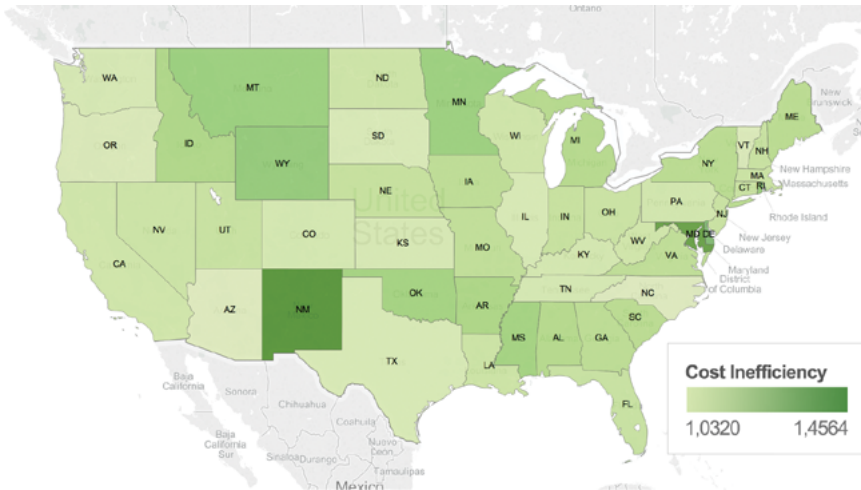 Ontario
WA
MT
ND
MN
ME
New
Brunswick
OR
ID
SD
WI
MI
VT
NH
WY
NY
New Hampshire
MA
Massachusetts
CT
RI
IA
NE
Rhode Island
PA
NJ
United
States
NV
UT
CO
IL
IN
OH
New Jersey
MD
DE
Delaware
KS
MO
WV
VA
Maryland
CA
KY
District
of Columbia
OK
TN
NC
AZ
NM
AR
SC
MS
AL
GA
TX
LA
FL
Baja
California
Sonora
Chihuahua
Coahuila
Baja
California
Sur
Sinaloa
Durango
Nuevo
Leon
Tamaulipas
Mexico
Cost Inefficiency
1,0320
1,4564